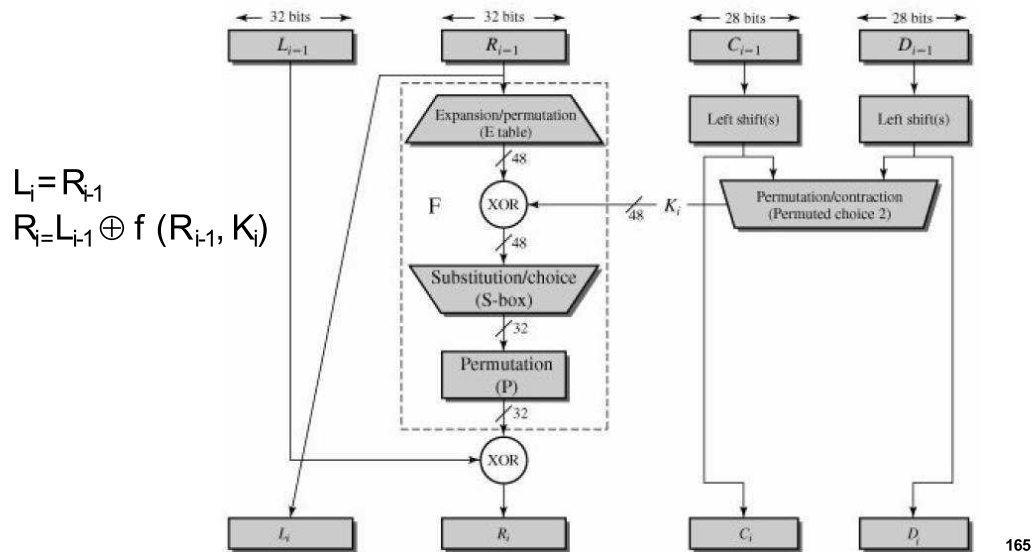 32 bits
32 bits
28 bits
28 bits
Lᵢ₋₁
Rᵢ₋₁
Cᵢ₋₁
Dᵢ₋₁
Expansion/permutation
(E table)
Left shift(s)
Left shift(s)
48
Lᵢ=Rᵢ₋₁
Rᵢ₌Lᵢ₋₁ ⊕ f (Rᵢ₋₁, Kᵢ)
F
XOR
48
Kᵢ
Permutation/contraction
(Permuted choice 2)
48
Substitution/choice
(S-box)
32
Permutation
(P)
32
XOR
Lᵢ
Rᵢ
Cᵢ
Dᵢ
165